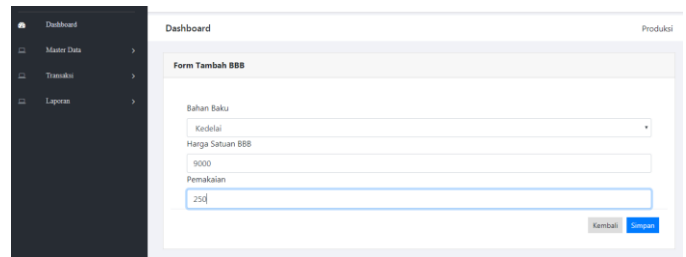 Dashboard
Master Data
Transaksi
Laporan
Dashboard
Produksi
Form Tambah BBB
Bahan Baku
Kedelai
Harga Satuan BBB
9000
Pemakaian
250
Kembali
Simpan